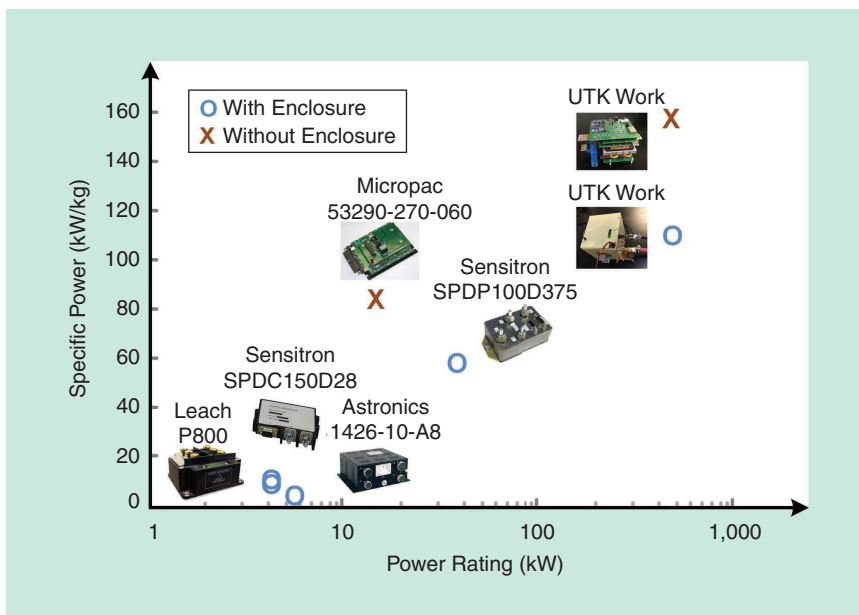 160
140
120
100
80
60
40
20
0
Specific Power (kW/kg)
O With Enclosure
X Without Enclosure
UTK Work
UTK Work
Micropac
53290-270-060
Sensitron
SPDP100D375
Sensitron
SPDC150D28
Leach
P800
Astronics
1426-10-A8
1
10
100
1,000
Power Rating (kW)